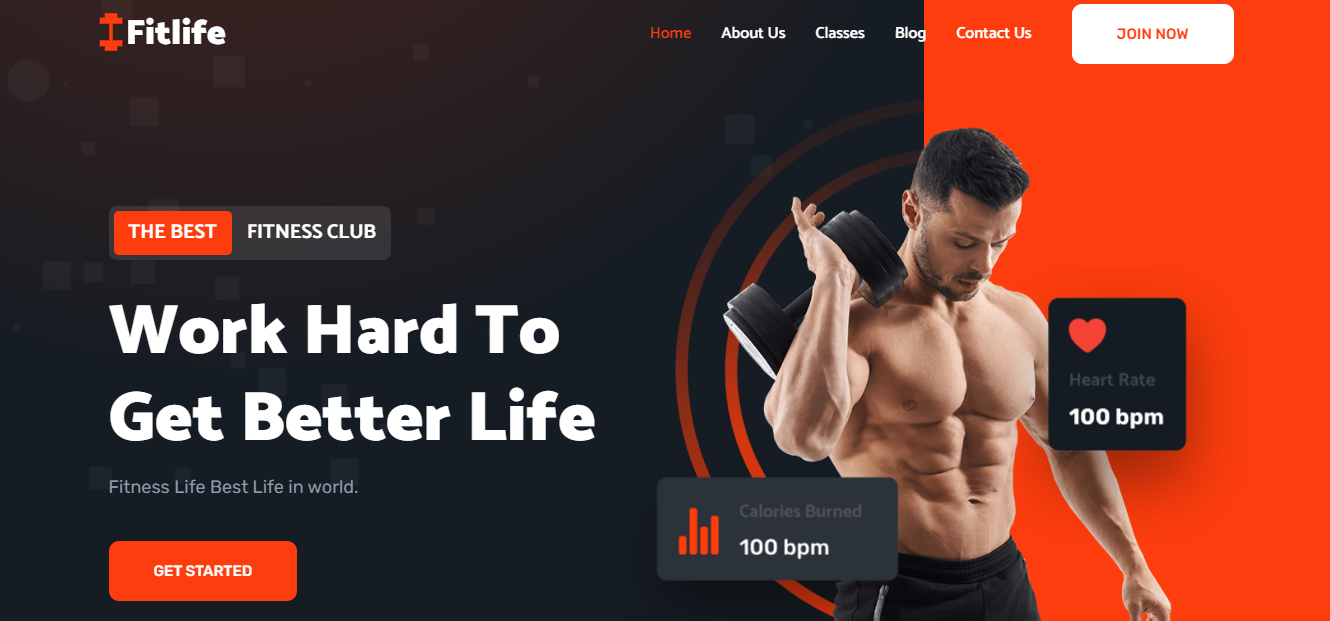 Fitlife
Home About Us Classes Blog Contact Us JOIN NOW
THE BEST FITNESS CLUB
Work Hard To
Get Better Life
Fitness Life Best Life in world.
GET STARTED
Heart Rate
100 bpm
Calories Burned
100 bpm